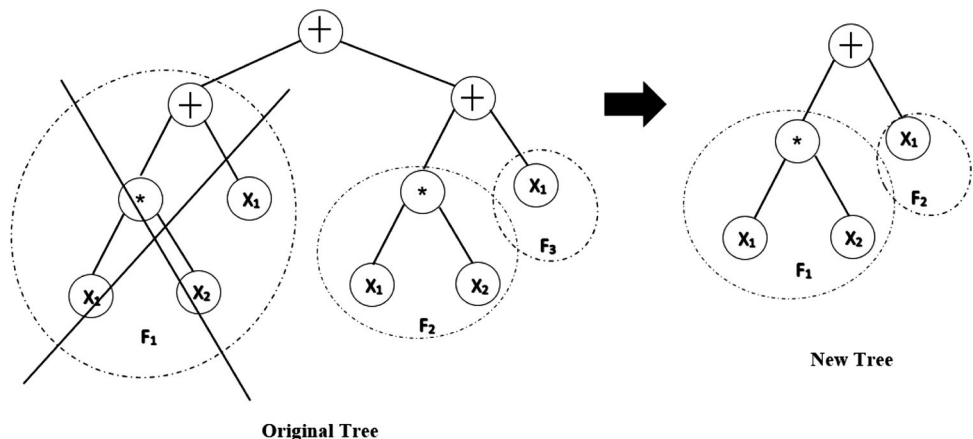 +
+
+
+
*
X₁
*
X₁
*
X₁
X₁
X₂
F₃
X₁
X₂
F₂
X₁
X₂
F₁
F₂
F₁
New Tree
Original Tree